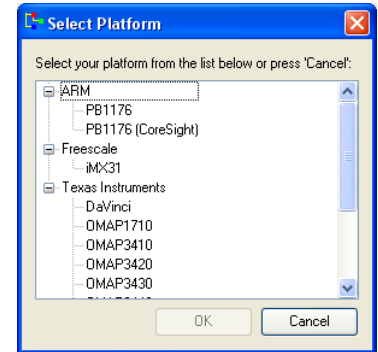 Select Platform
Select your platform from the list below or press 'Cancel':
ARM
PB1176
PB1176 (CoreSight)
Freescale
iMX31
Texas Instruments
DaVinci
OMAP1710
OMAP3410
OMAP3420
OMAP3430
OK
Cancel